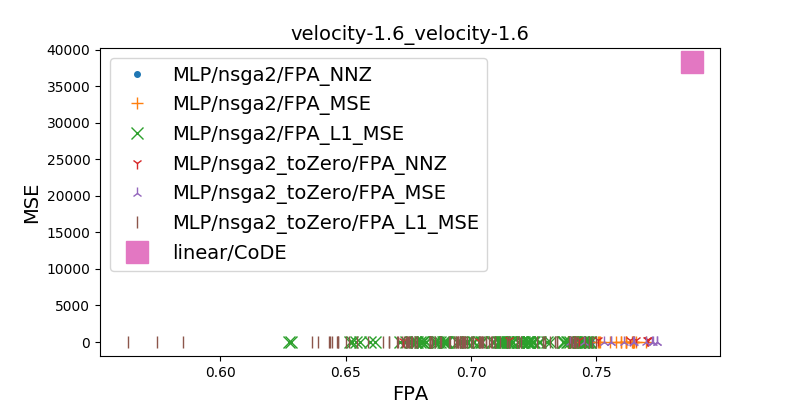 velocity-1.6_velocity-1.6
MSE
40000
35000
30000
25000
20000
15000
10000
5000
0
MLP/nsga2/FPA_NNZ
MLP/nsga2/FPA_MSE
MLP/nsga2/FPA_L1_MSE
MLP/nsga2_toZero/FPA_NNZ
MLP/nsga2_toZero/FPA_MSE
MLP/nsga2_toZero/FPA_L1_MSE
linear/CoDE
0.60 0.65 0.70 0.75
FPA